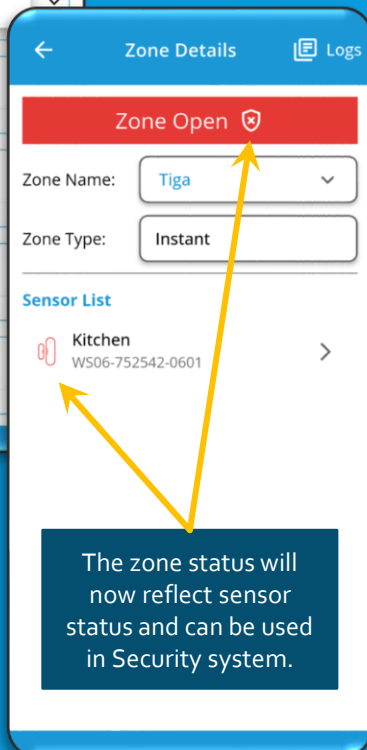 Zone Details
Logs
Zone Open
Zone Name:
Tiga
Zone Type:
Instant
Sensor List
Kitchen
WS06-752542-0601
The zone status will
now reflect sensor
status and can be used
in Security system.